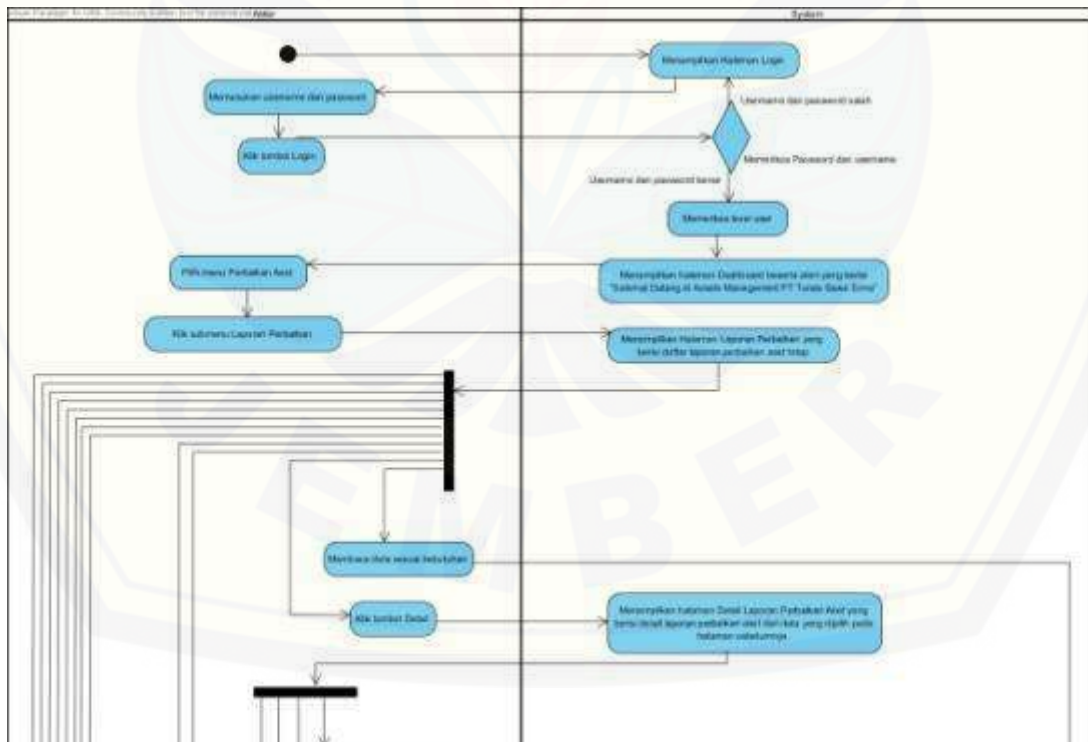 Aktor
System
Menampilkan Halaman Login
Memasukan username dan password
Username dan password salah
Klik tombol Login
Memeriksa Password dan username
Username dan password benar
Memeriksa level user
Pilih menu Perbaikan Aset
Menampilkan halaman Dashboard beserta alert yang berisi
"Selamat Datang di Assets Management PT
Klik submenu Laporan Perbaikan
Menampilkan Halaman Laporan Perbaikan yang
berisi daftar laporan perbaikan aset tetap
Membaca data sesuai kebutuhan
Klik tombol Detail
Menampilkan halaman Detail Laporan Perbaikan Aset yang
berisi detail laporan perbaikan aset dari data yang dipilih pada
halaman sebelumnya
JEMBER